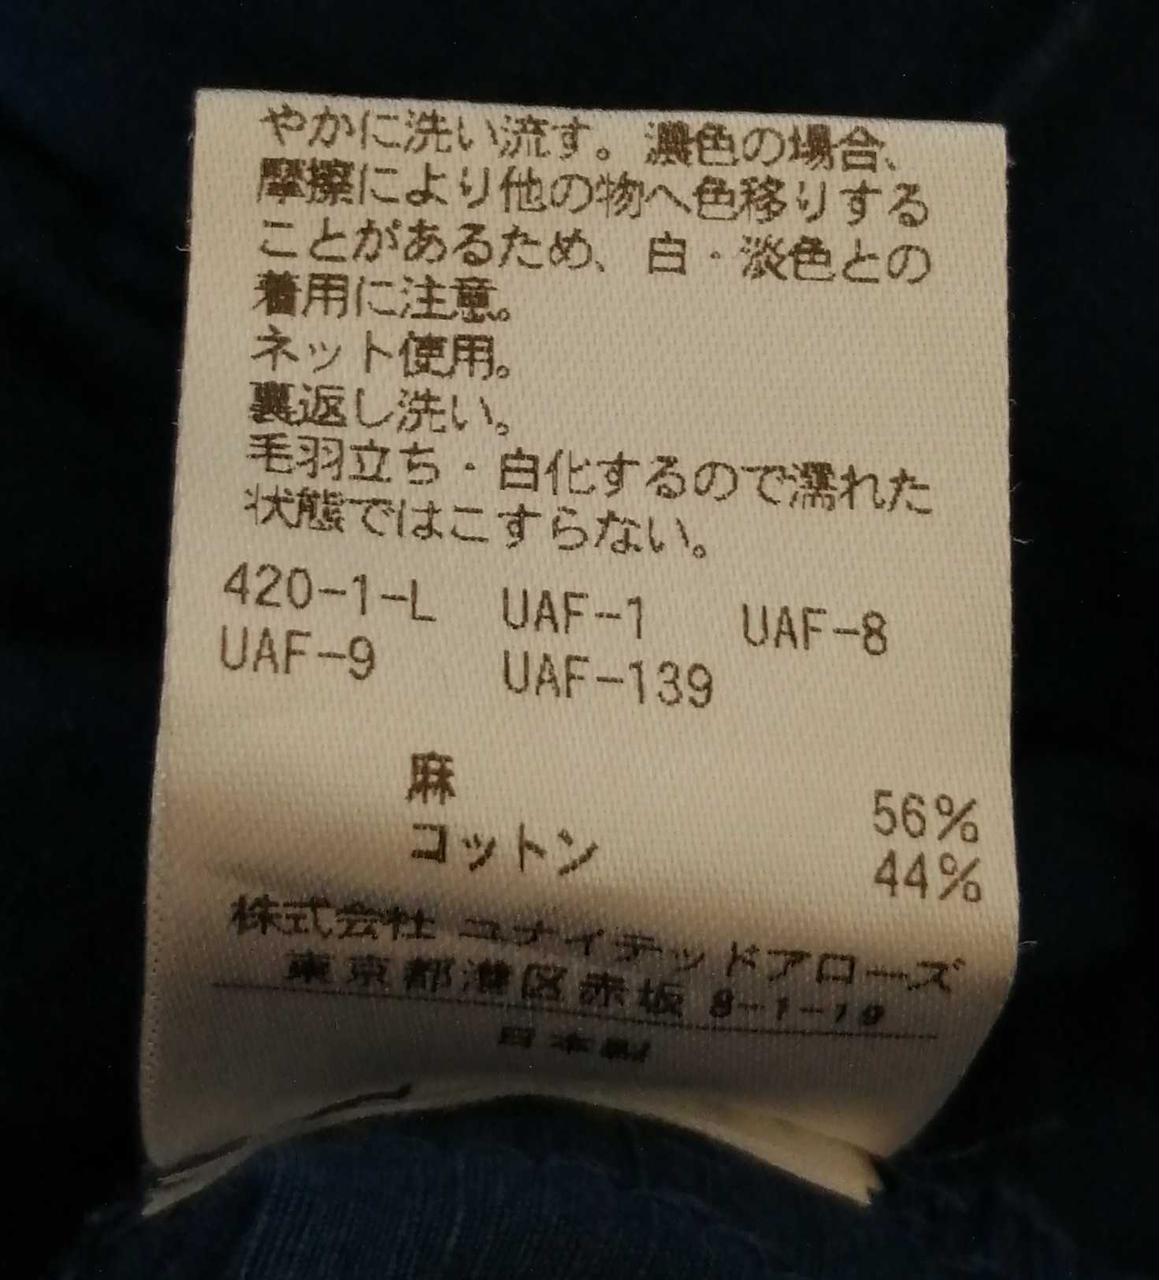 やかに洗い流す。濃色の場合、
摩擦により他の物へ色移りする
ことがあるため、白・淡色との
着用に注意。
ネット使用。
裏返し洗い。
毛羽立ち・白化するので濡れた
状態ではこすらない。
420-1-L UAF-1 UAF-8
UAF-9 UAF-139
麻 56%
コットン 44%
株式会社 ユナイテッドアローズ
東京都港区赤坂 8-1-19
日本製